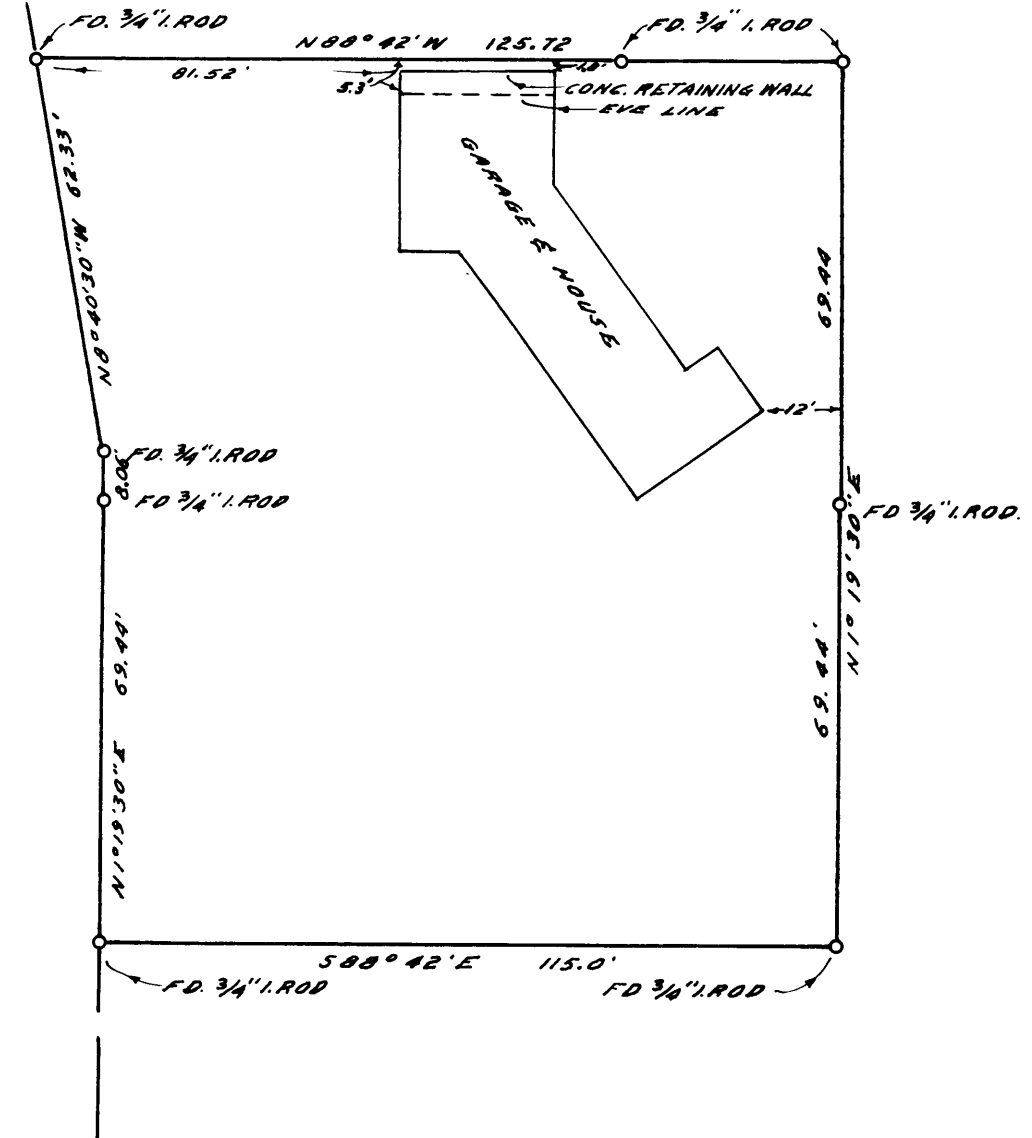 FD. 3/4" I. ROD
N 88° 42' W 125.72
FD. 3/4" I. ROD
81.52'
5.3'
CONC. RETAINING WALL
EVE LINE
N 8° 40' 30" W 62.33'
GARAGE & HOUSE
69.44
12'
FD. 3/4" I. ROD
8.06'
FD 3/4" I. ROD
FD 3/4" I. ROD.
N 1° 19' 30" E
69.44'
69.44'
N 1° 19' 30" E
S 88° 42' E 115.0'
FD. 3/4" I. ROD
FD 3/4" I. ROD